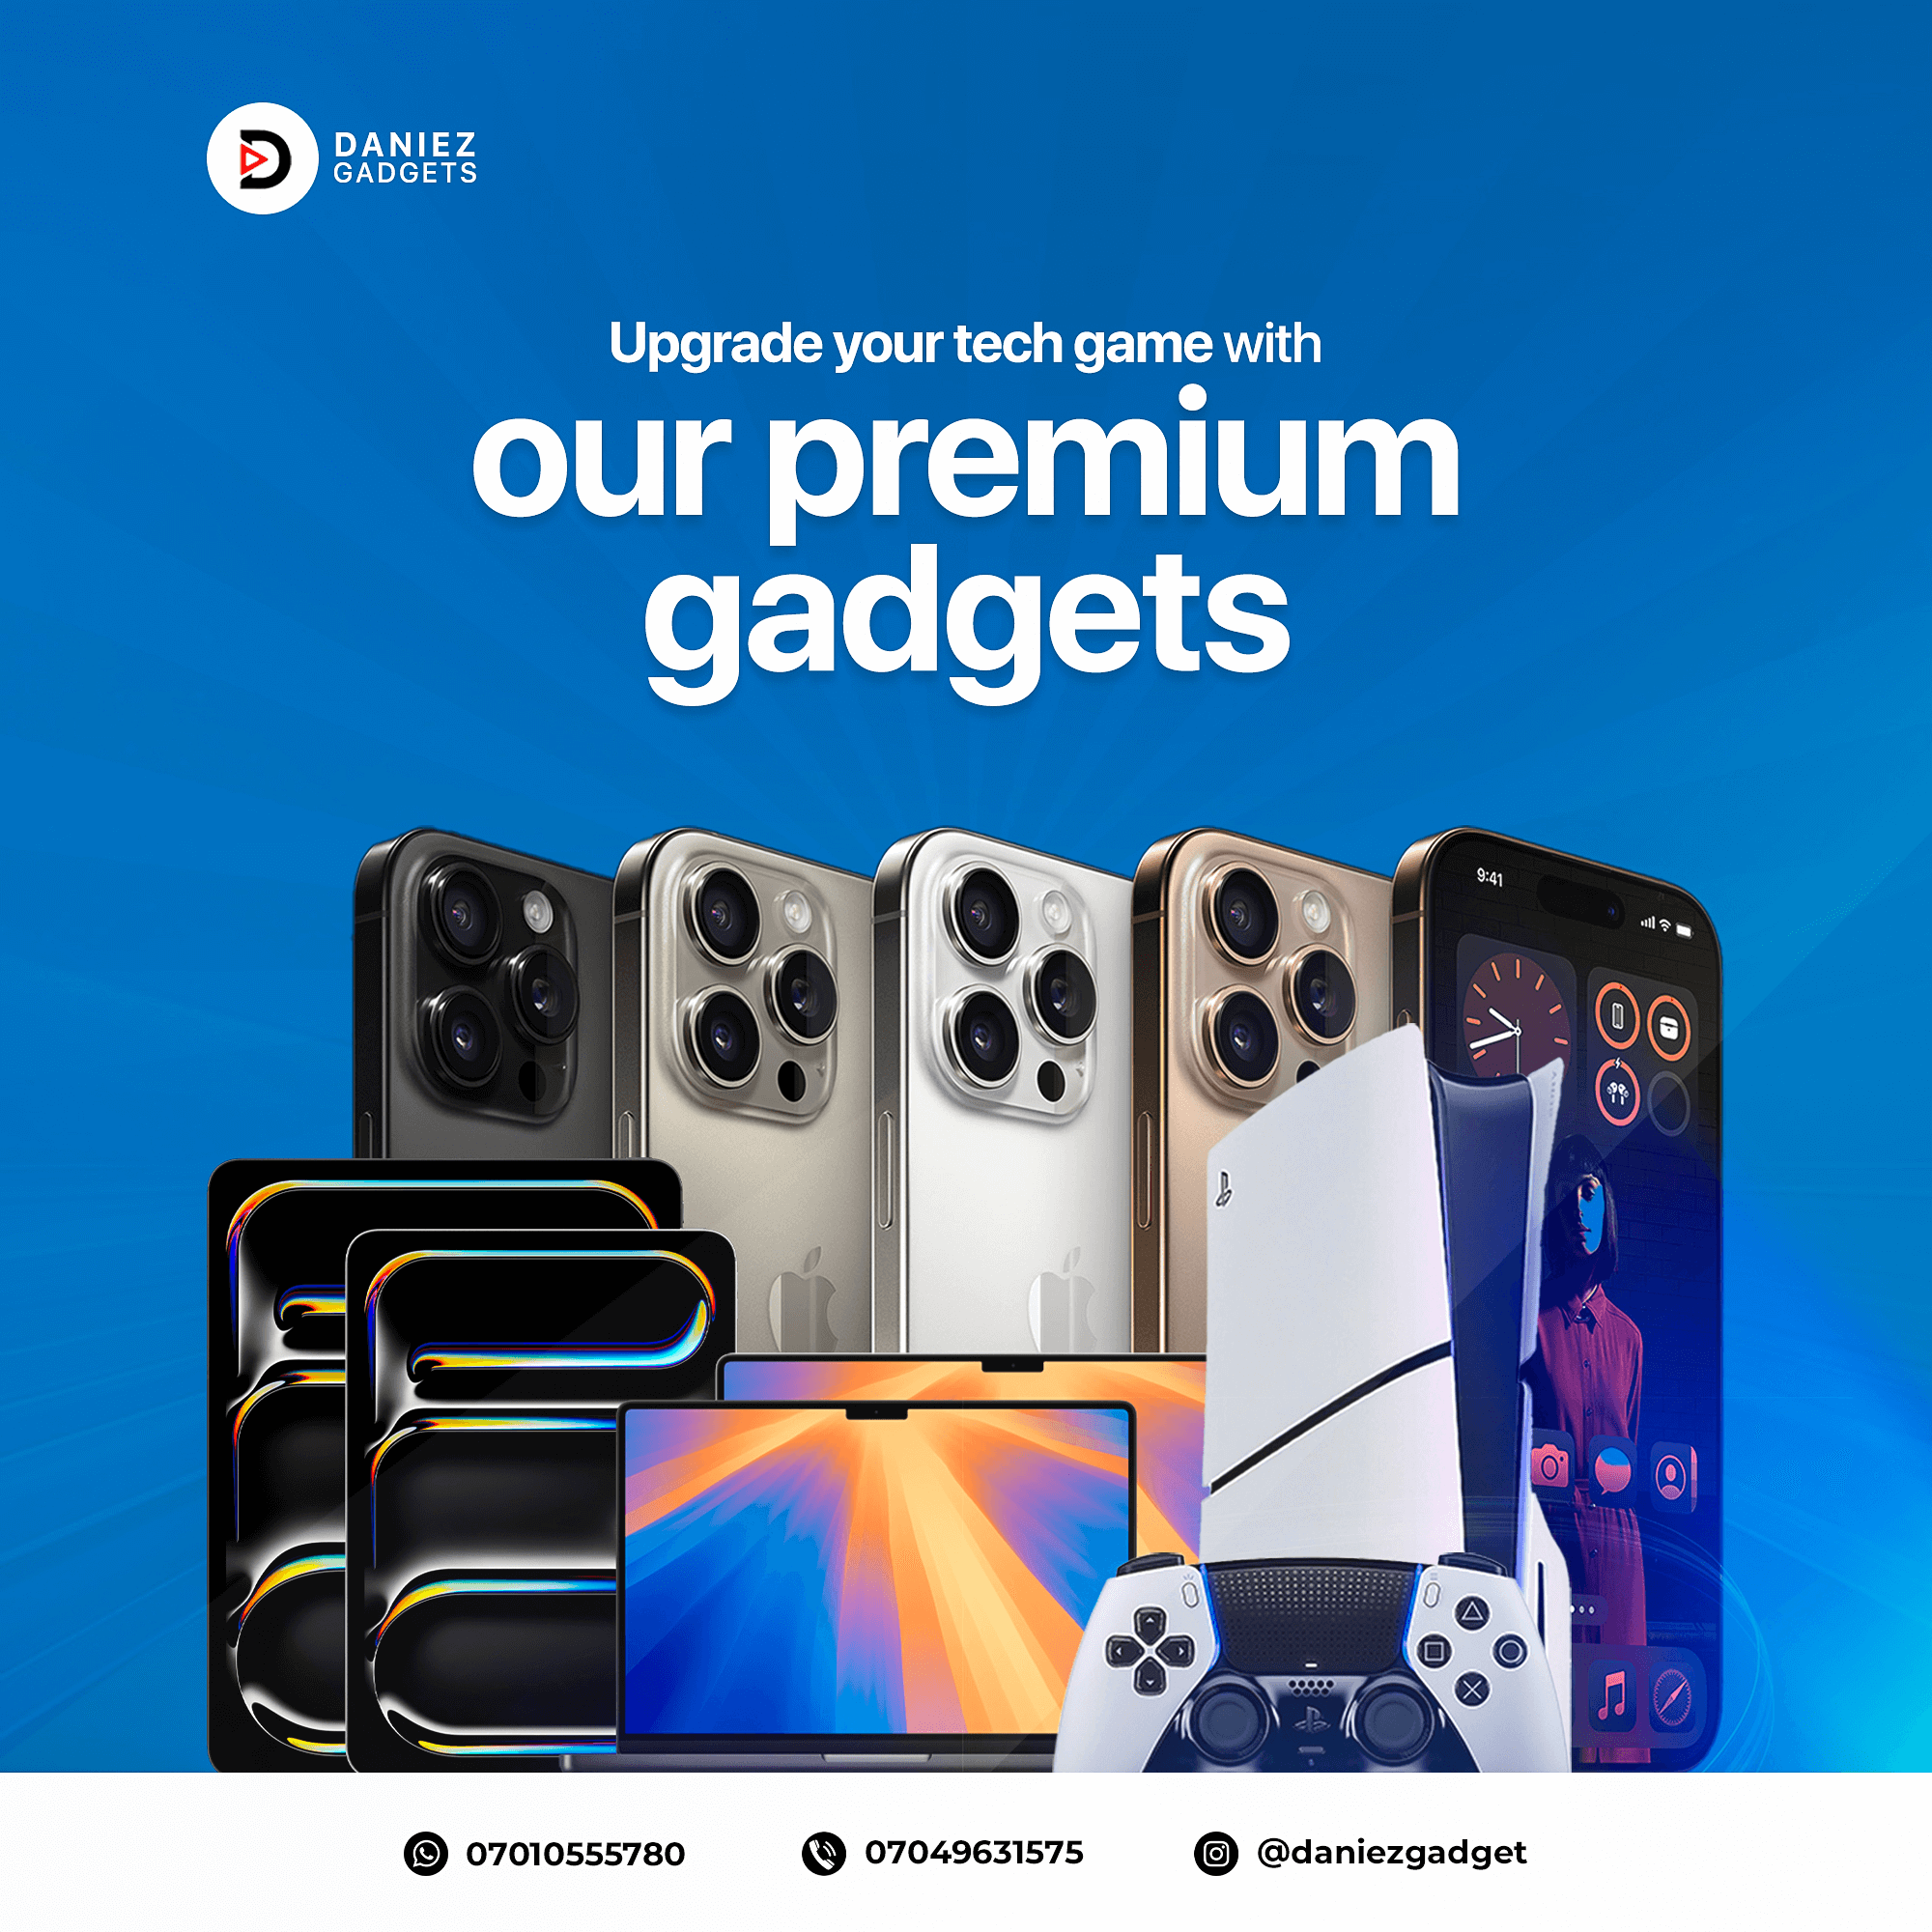 DANIEZ
GADGETS
Upgrade your tech game with
our premium
gadgets
9:41
07010555780
07049631575
@daniezgadget